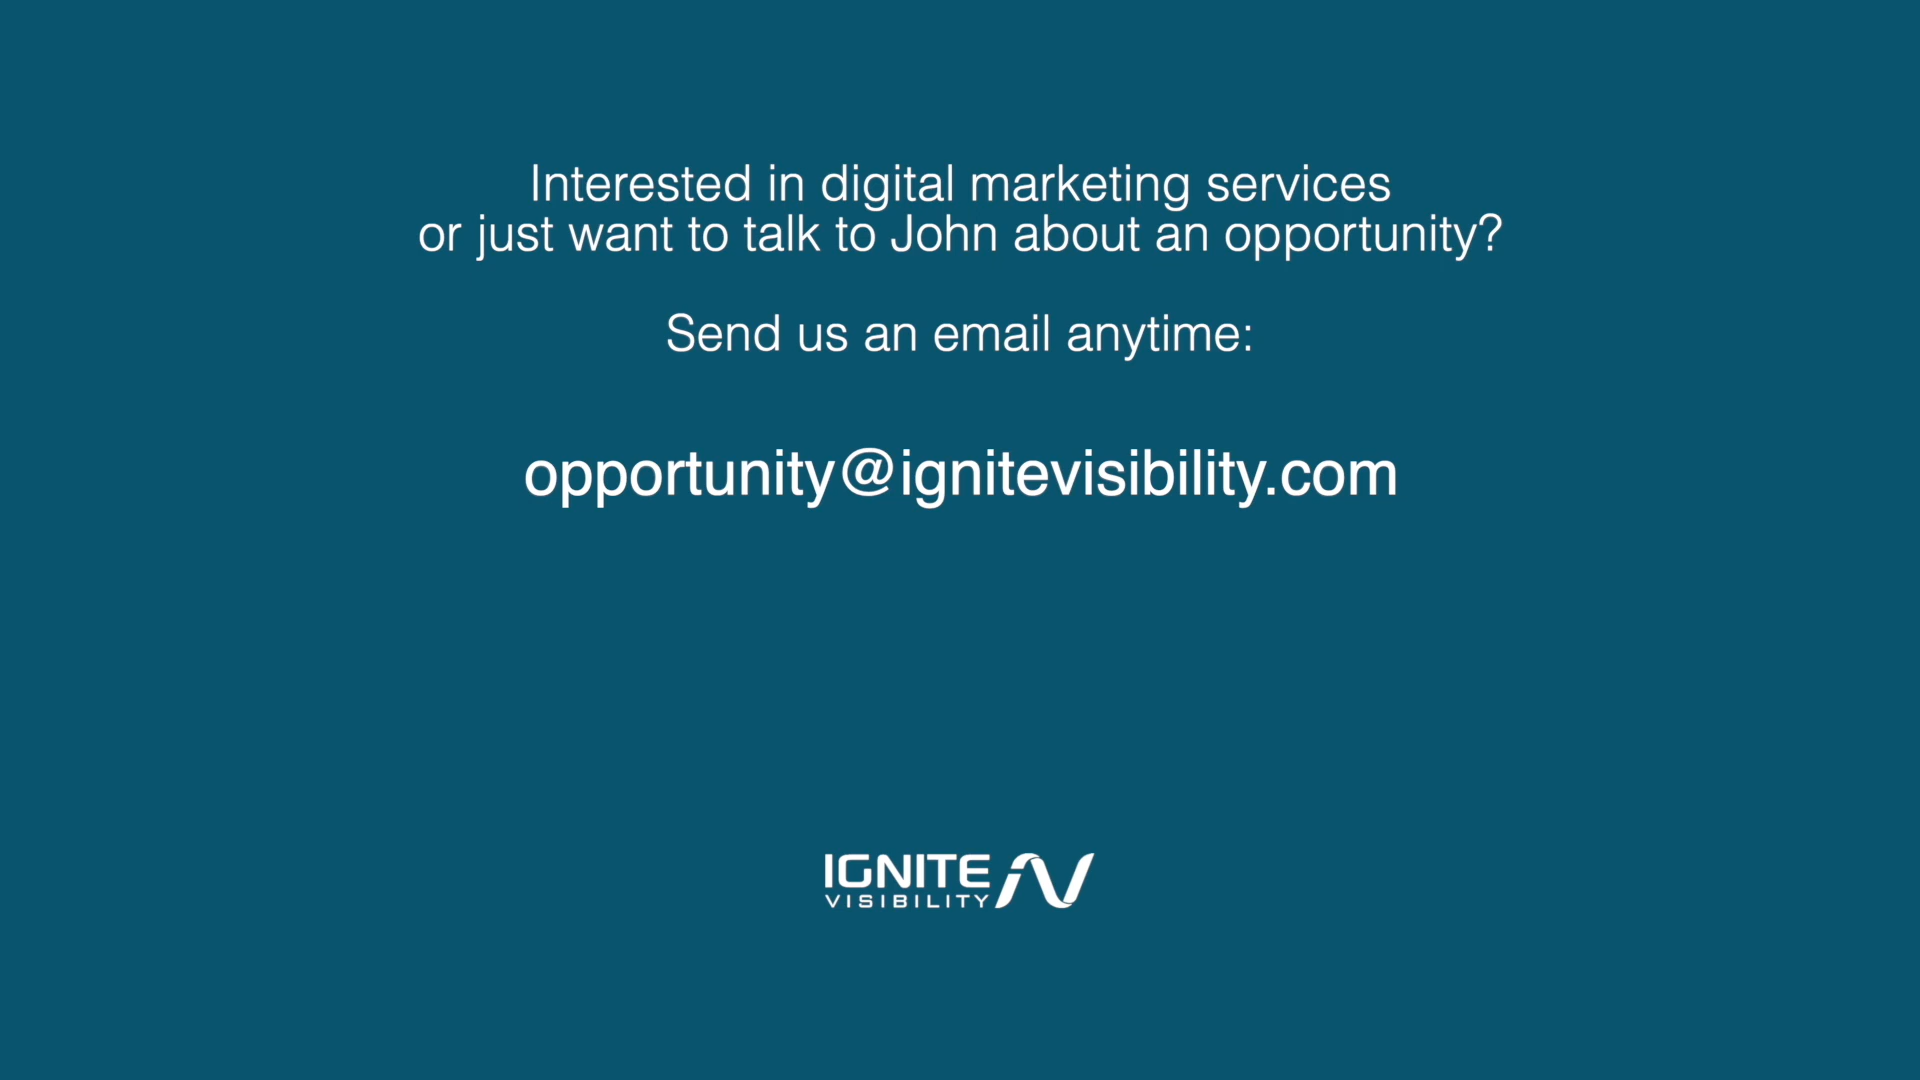 Interested in digital marketing services
or just want to talk to John about an opportunity?
Send us an email anytime:
opportunity@ignitevisibility.com
IGNITE
VISIBILITY